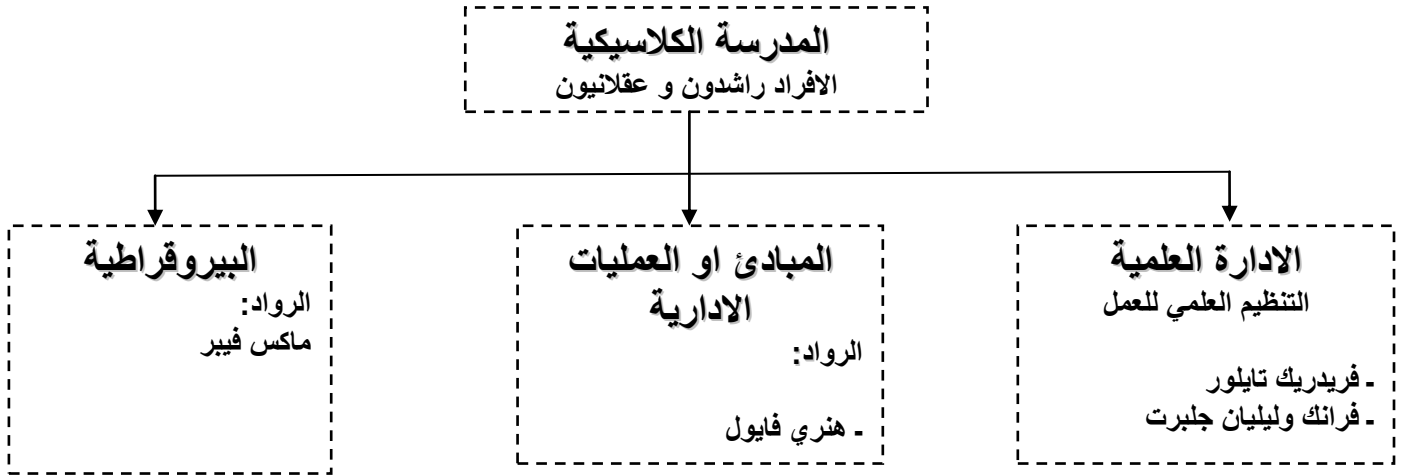 المدرسة الكلاسيكية
الافراد راشدون و عقلانيون
الادارة العلمية
التنظيم العلمي للعمل
- فريدريك تايلور
- فرانك وليليان جلبرت
المبادئ او العمليات
الادارية
الرواد:
- هنري فايول
البيروقراطية
الرواد:
ماكس فيبر